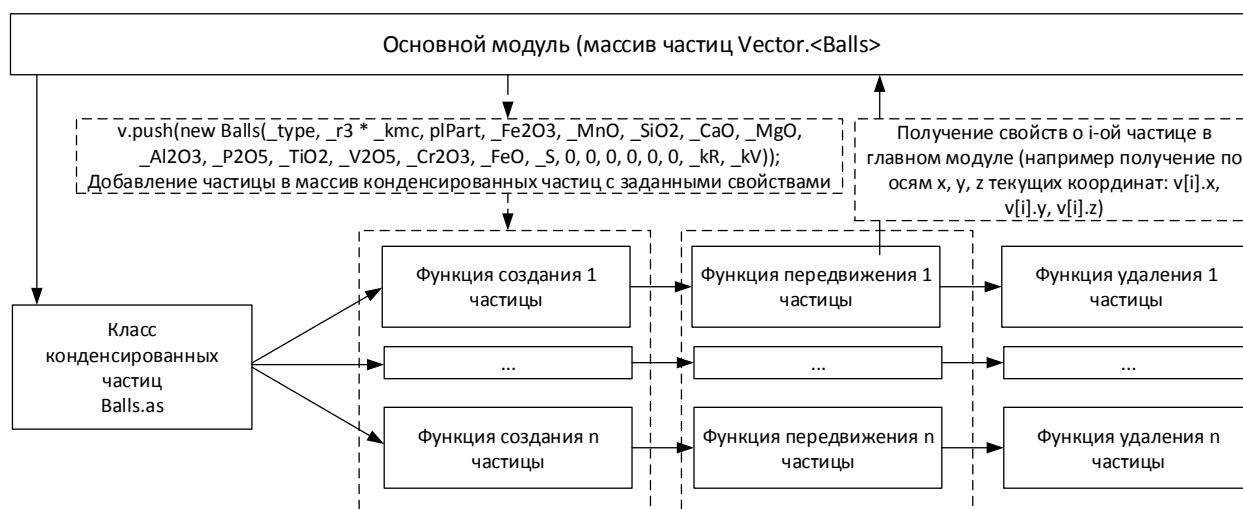 Основной модуль (массив частиц Vector.<Balls>
v.push(new Balls(_type, _r3 * _kmc, plPart, _Fe2O3, _MnO, _SiO2, _CaO, _MgO,
_Al2O3, _P2O5, _TiO2, _V2O5, _Cr2O3, _FeO, _S, 0, 0, 0, 0, 0, 0, _kR, _kV));
Добавление частицы в массив конденсированных частиц с заданными свойствами
Получение свойств о i-ой частице в
главном модуле (например получение по
осям x, y, z текущих координат: v[i].x,
v[i].y, v[i].z)
Класс
конденсированных
частиц
Balls.as
Функция создания 1
частицы
Функция передвижения 1
частицы
Функция удаления 1
частицы
...
...
...
Функция создания n
частицы
Функция передвижения n
частицы
Функция удаления n
частицы